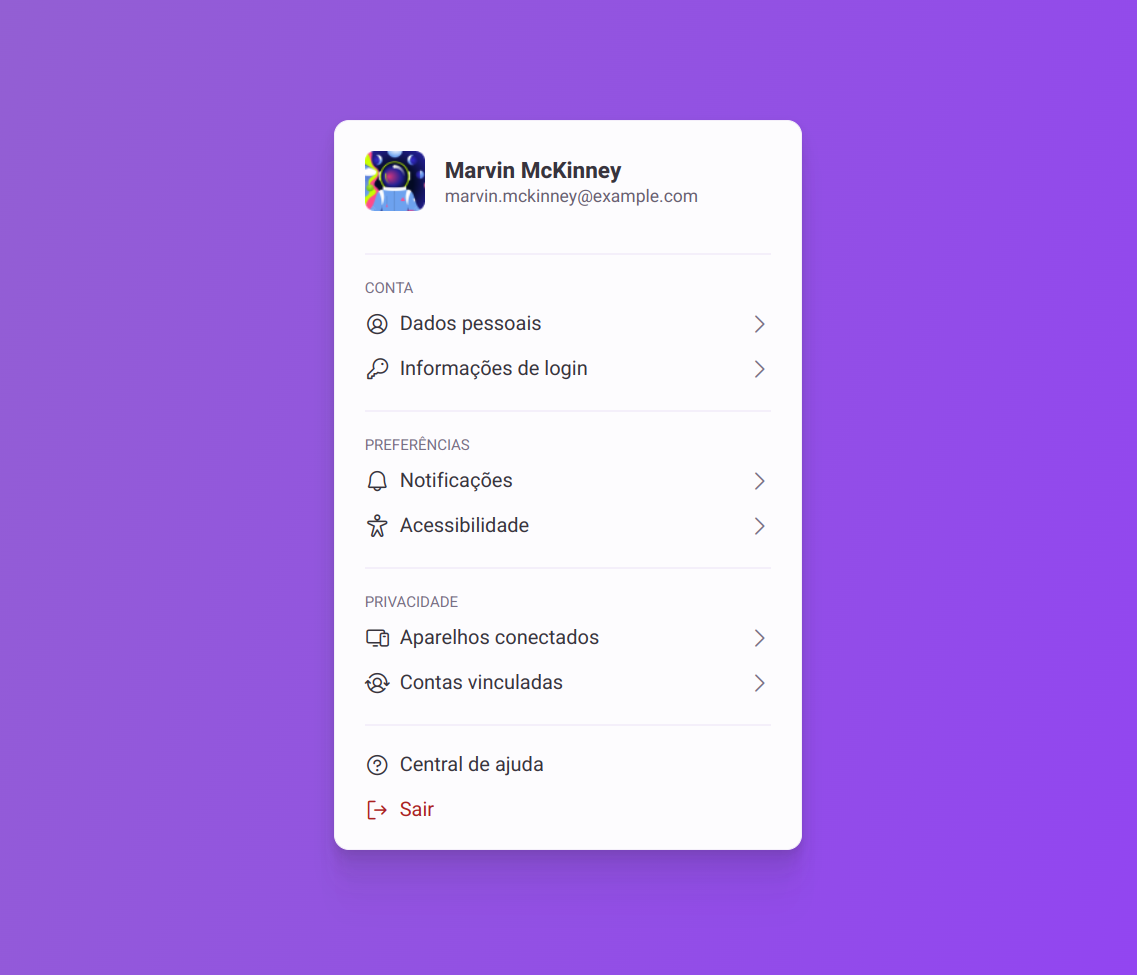 Marvin McKinney
marvin.mckinney@example.com
CONTA
Dados pessoais
Informações de login
PREFERÊNCIAS
Notificações
Acessibilidade
PRIVACIDADE
Aparelhos conectados
Contas vinculadas
Central de ajuda
Sair